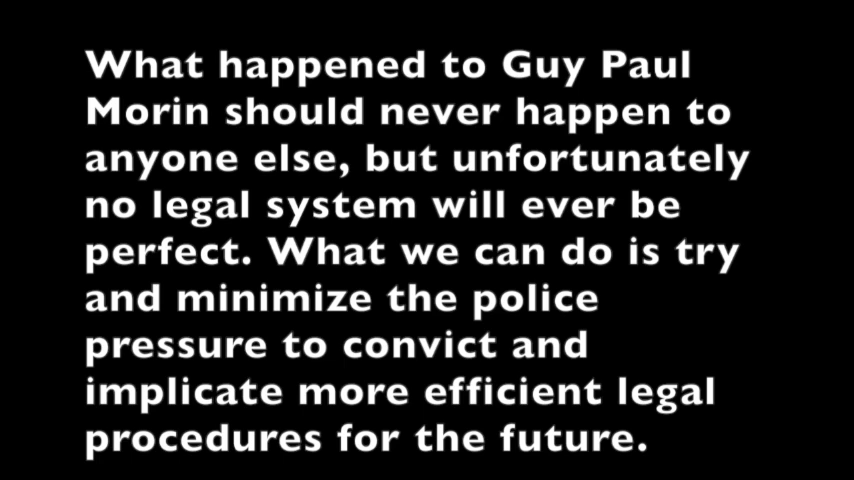 What happened to Guy Paul
Morin should never happen to
anyone else, but unfortunately
no legal system will ever be
perfect. What we can do is try
and minimize the police
pressure to convict and
implicate more efficient legal
procedures for the future.